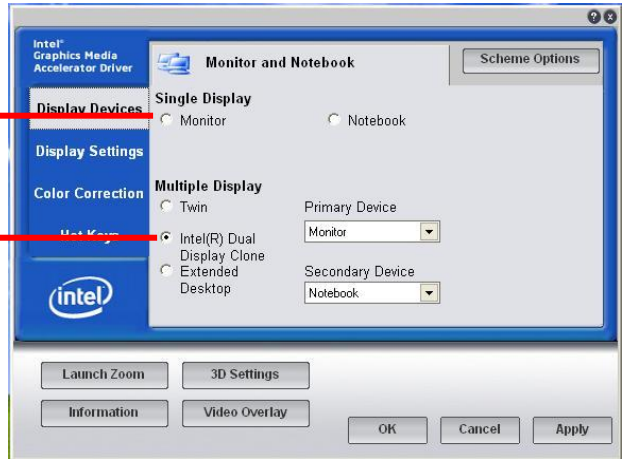 Intel®
Graphics Media
Accelerator Driver
Monitor and Notebook
Scheme Options
Display Devices
Display Settings
Color Correction
Hot Keys
intel
Single Display
Monitor
Notebook
Multiple Display
Twin
Intel(R) Dual
Display Clone
Extended
Desktop
Primary Device
Monitor
Secondary Device
Notebook
Launch Zoom
3D Settings
Information
Video Overlay
OK
Cancel
Apply